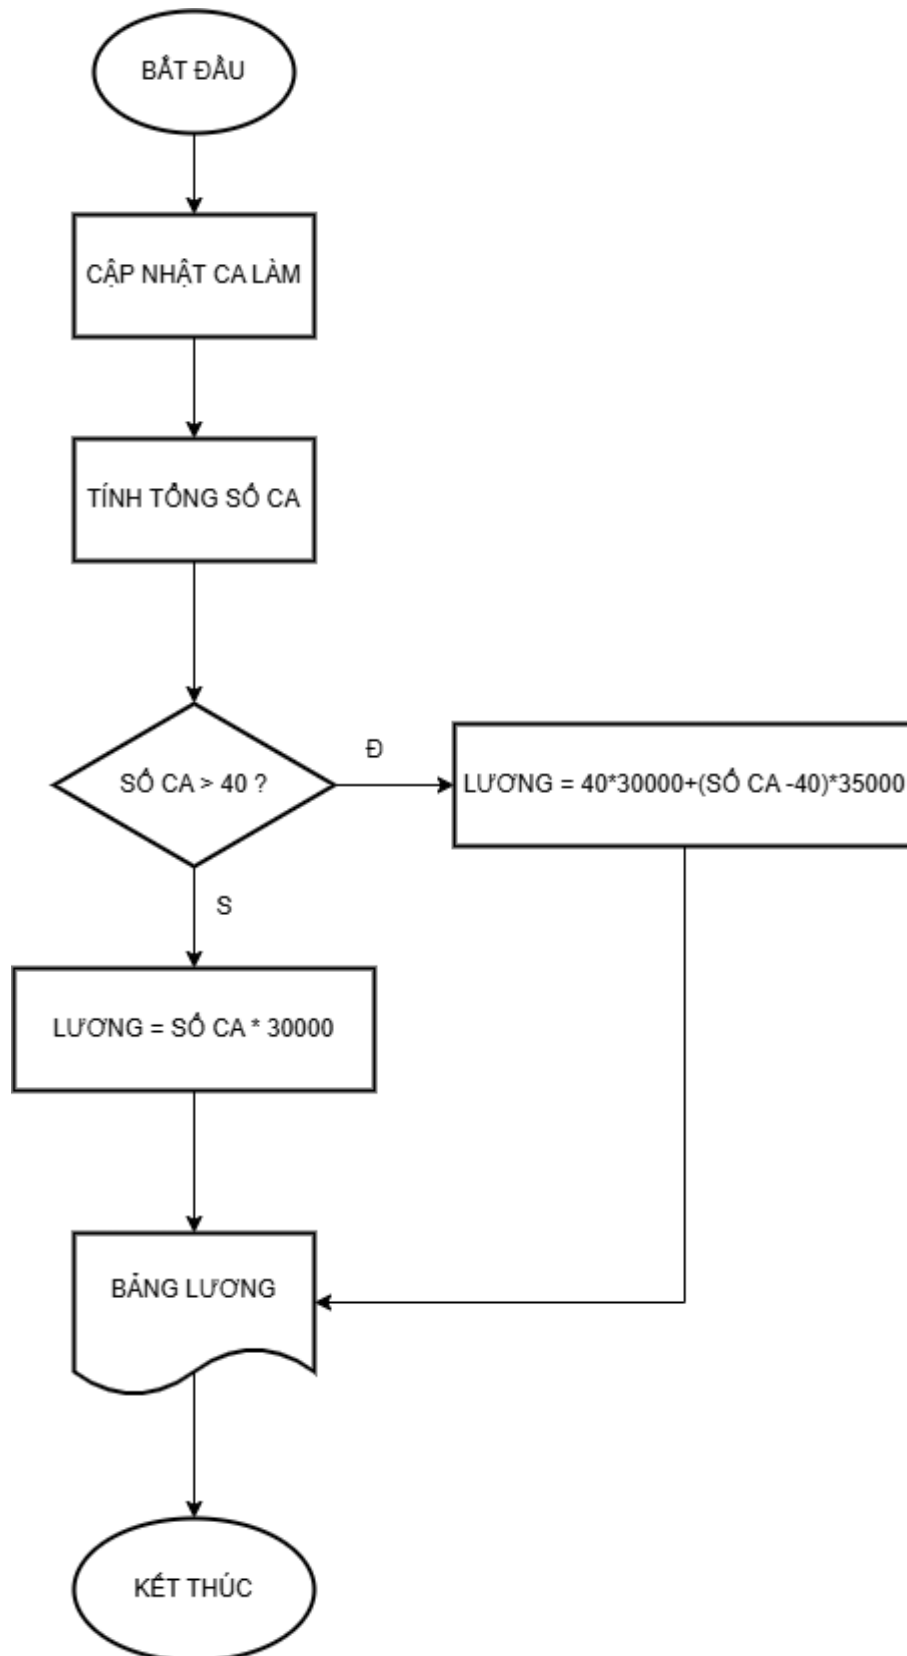 BẮT ĐẦU
CẬP NHẬT CA LÀM
TÍNH TỔNG SỐ CA
SỐ CA > 40 ?
Đ
LƯƠNG = 40*30000+(SỐ CA -40)*35000
S
LƯƠNG = SỐ CA * 30000
BẢNG LƯƠNG
KẾT THÚC